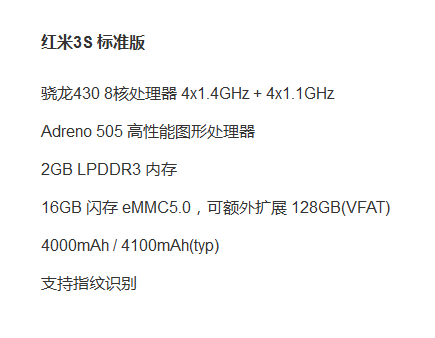 红米3S 标准版
骁龙430 8核处理器 4x1.4GHz + 4x1.1GHz
Adreno 505 高性能图形处理器
2GB LPDDR3 内存
16GB 闪存 eMMC5.0，可额外扩展 128GB(VFAT)
4000mAh / 4100mAh(typ)
支持指纹识别